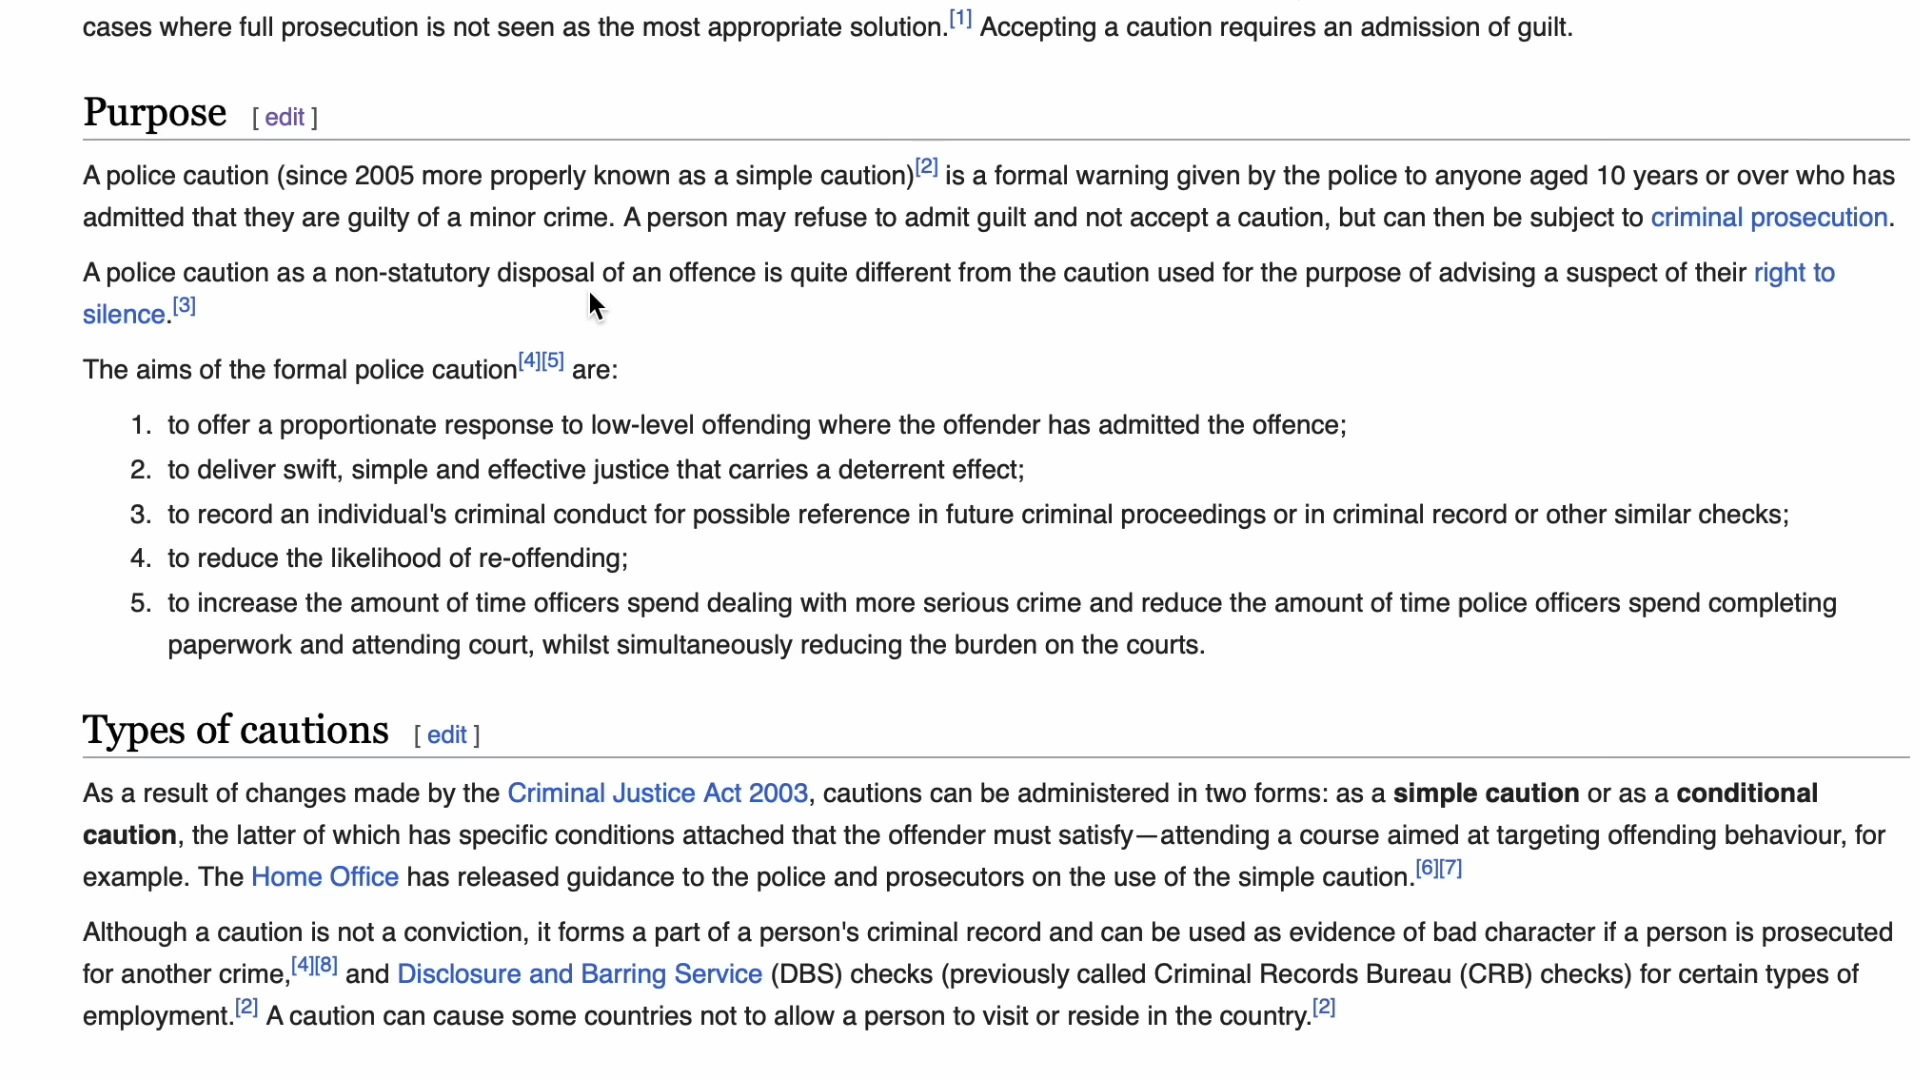 cases where full prosecution is not seen as the most appropriate solution.[1] Accepting a caution requires an admission of guilt.
Purpose [ edit ]
A police caution (since 2005 more properly known as a simple caution)[2] is a formal warning given by the police to anyone aged 10 years or over who has
admitted that they are guilty of a minor crime. A person may refuse to admit guilt and not accept a caution, but can then be subject to criminal prosecution.
A police caution as a non-statutory disposal of an offence is quite different from the caution used for the purpose of advising a suspect of their right to
silence.[3]
The aims of the formal police caution[4][5] are:
1. to offer a proportionate response to low-level offending where the offender has admitted the offence;
2. to deliver swift, simple and effective justice that carries a deterrent effect;
3. to record an individual's criminal conduct for possible reference in future criminal proceedings or in criminal record or other similar checks;
4. to reduce the likelihood of re-offending;
5. to increase the amount of time officers spend dealing with more serious crime and reduce the amount of time police officers spend completing
paperwork and attending court, whilst simultaneously reducing the burden on the courts.
Types of cautions [ edit ]
As a result of changes made by the Criminal Justice Act 2003, cautions can be administered in two forms: as a simple caution or as a conditional
caution, the latter of which has specific conditions attached that the offender must satisfy—attending a course aimed at targeting offending behaviour, for
example. The Home Office has released guidance to the police and prosecutors on the use of the simple caution.[6][7]
Although a caution is not a conviction, it forms a part of a person's criminal record and can be used as evidence of bad character if a person is prosecuted
for another crime,[4][8] and Disclosure and Barring Service (DBS) checks (previously called Criminal Records Bureau (CRB) checks) for certain types of
employment.[2] A caution can cause some countries not to allow a person to visit or reside in the country.[2]